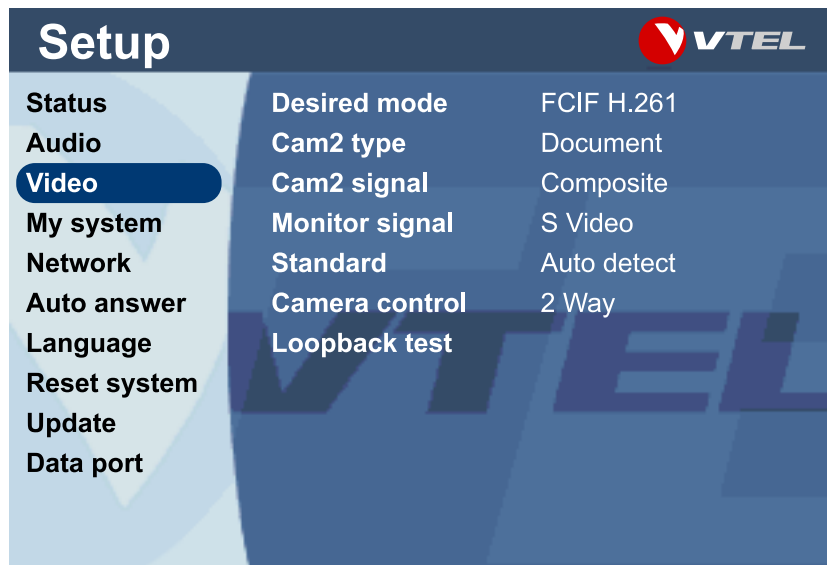 Setup
VTEL
Status
Audio
Video
My system
Network
Auto answer
Language
Reset system
Update
Data port
Desired mode FCIF H.261
Cam2 type Document
Cam2 signal Composite
Monitor signal S Video
Standard Auto detect
Camera control 2 Way
Loopback test
VTEL